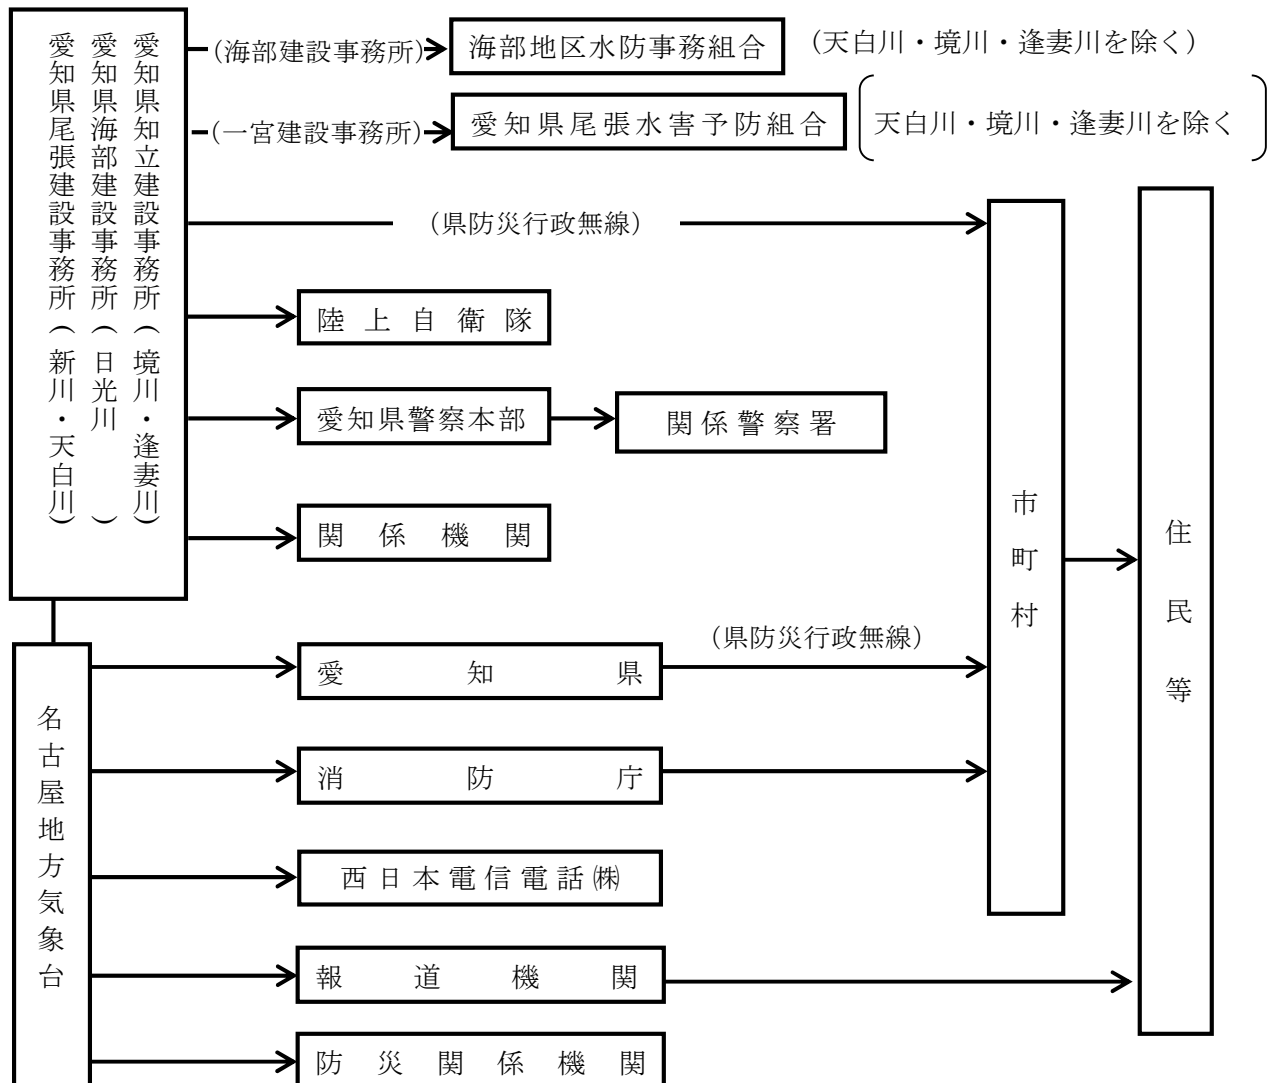 愛知県知立建設事務所(境川・逢妻川)
愛知県海部建設事務所(日光川)
愛知県尾張建設事務所(新川・天白川)
(海部建設事務所)
海部地区水防事務組合
(天白川・境川・逢妻川を除く)
(一宮建設事務所)
愛知県尾張水害予防組合
天白川・境川・逢妻川を除く
(県防災行政無線)
陸上自衛隊
愛知県警察本部
関係警察署
関係機関
市町村
住民等
名古屋地方気象台
愛知県
(県防災行政無線)
消防庁
西日本電信電話㈱
報道機関
防災関係機関